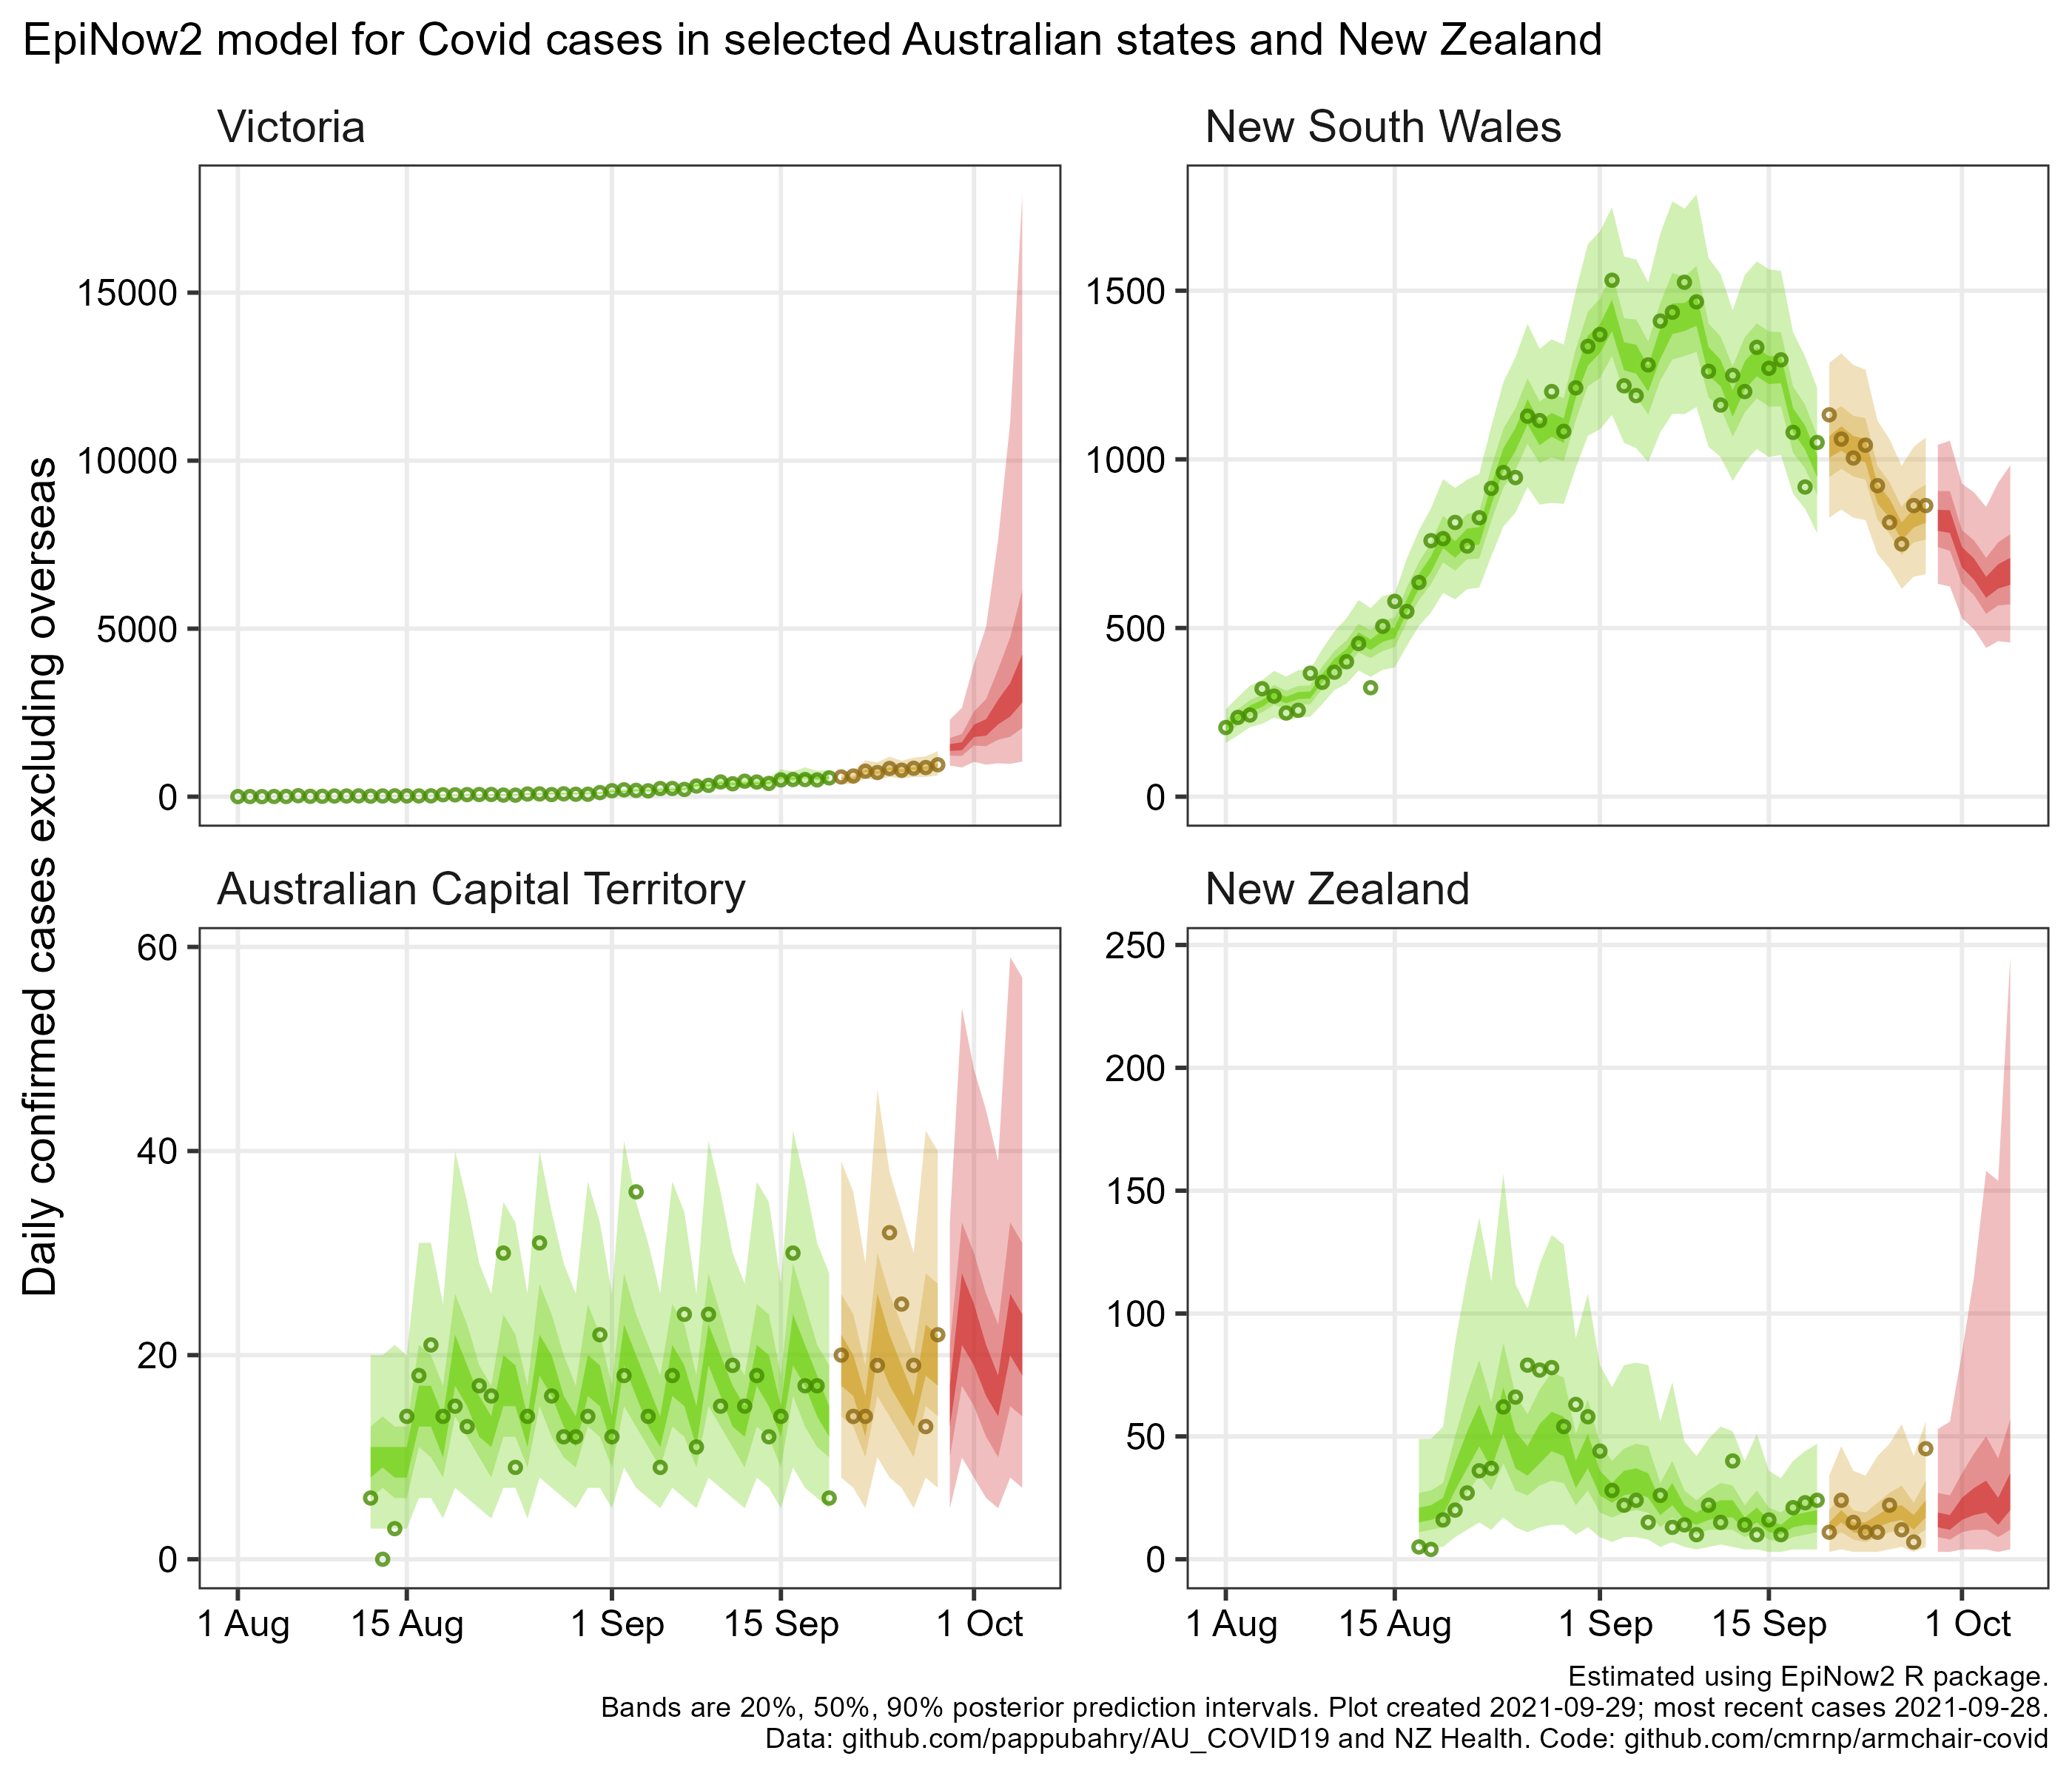 EpiNow2 model for Covid cases in selected Australian states and New Zealand
Daily confirmed cases excluding overseas
Victoria
15000
10000
5000
0
New South Wales
1500
1000
500
0
Australian Capital Territory
60
40
20
0
1 Aug 15 Aug 1 Sep 15 Sep 1 Oct
New Zealand
250
200
150
100
50
0
1 Aug 15 Aug 1 Sep 15 Sep 1 Oct
Estimated using EpiNow2 R package.
Bands are 20%, 50%, 90% posterior prediction intervals. Plot created 2021-09-29; most recent cases 2021-09-28.
Data: github.com/pappubahry/AU_COVID19 and NZ Health. Code: github.com/cmrnp/armchair-covid